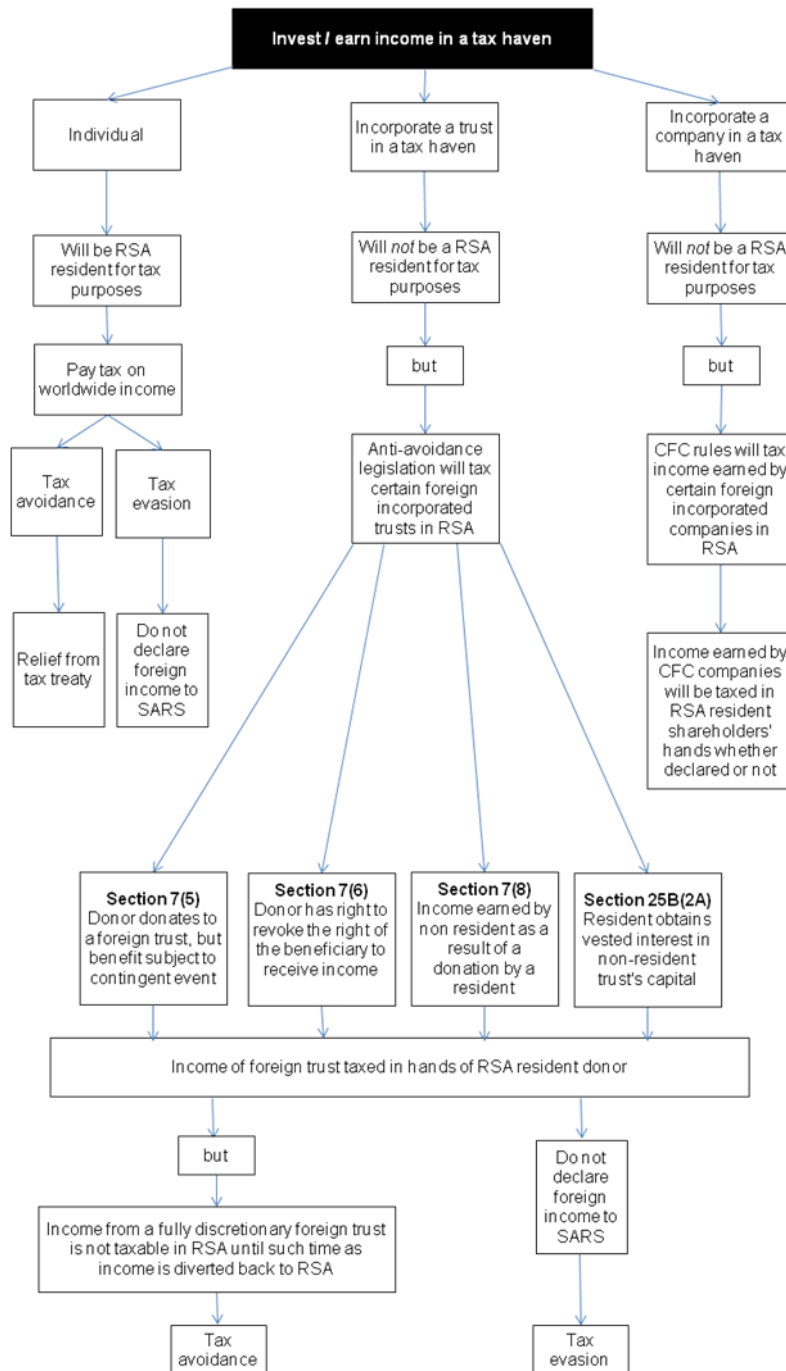 Invest / earn income in a tax haven
Individual
Incorporate a trust
in a tax haven
Incorporate a
company in a tax
haven
Will be RSA
resident for tax
purposes
Will not be a RSA
resident for tax
purposes
Will not be a RSA
resident for tax
purposes
Pay tax on
worldwide income
but
but
Tax
avoidance
Tax
evasion
Anti-avoidance
legislation will tax
certain foreign
incorporated
trusts in RSA
CFC rules will tax
income earned by
certain foreign
incorporated
companies in
RSA
Relief from
tax treaty
Do not
declare
foreign
income to
SARS
Income earned by
CFC companies
will be taxed in
RSA resident
shareholders'
hands whether
declared or not
Section 7(5)
Donor donates to
a foreign trust, but
benefit subject to
contingent event
Section 7(6)
Donor has right to
revoke the right of
the beneficiary to
receive income
Section 7(8)
Income earned by
non resident as a
result of a
donation by a
resident
Section 25B(2A)
Resident obtains
vested interest in
non-resident
trust's capital
Income of foreign trust taxed in hands of RSA resident donor
but
Do not
declare
foreign
income to
SARS
Income from a fully discretionary foreign trust
is not taxable in RSA until such time as
income is diverted back to RSA
Tax
avoidance
Tax
evasion